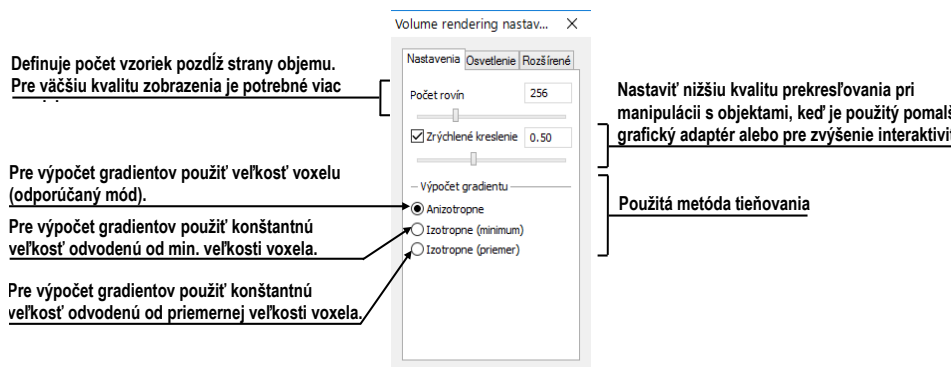 Volume rendering nastav...
Nastavenia Osvetlenie Rozšírené
Počet rovín 256
Zrýchlené kreslenie 0.50
Výpočet gradientu
Anizotropne
Izotropne (minimum)
Izotropne (priemer)
Definuje počet vzoriek pozdĺž strany objemu.
Pre väčšiu kvalitu zobrazenia je potrebné viac
Pre výpočet gradientov použiť veľkosť voxelu
(odporúčaný mód).
Pre výpočet gradientov použiť konštantnú
veľkosť odvodenú od min. veľkosti voxela.
Pre výpočet gradientov použiť konštantnú
veľkosť odvodenú od priemernej veľkosti voxela.
Nastaviť nižšiu kvalitu prekresľovania pri
manipulácii s objektami, keď je použitý
grafický adaptér alebo pre zvýšenie
Použitá metóda tieňovania